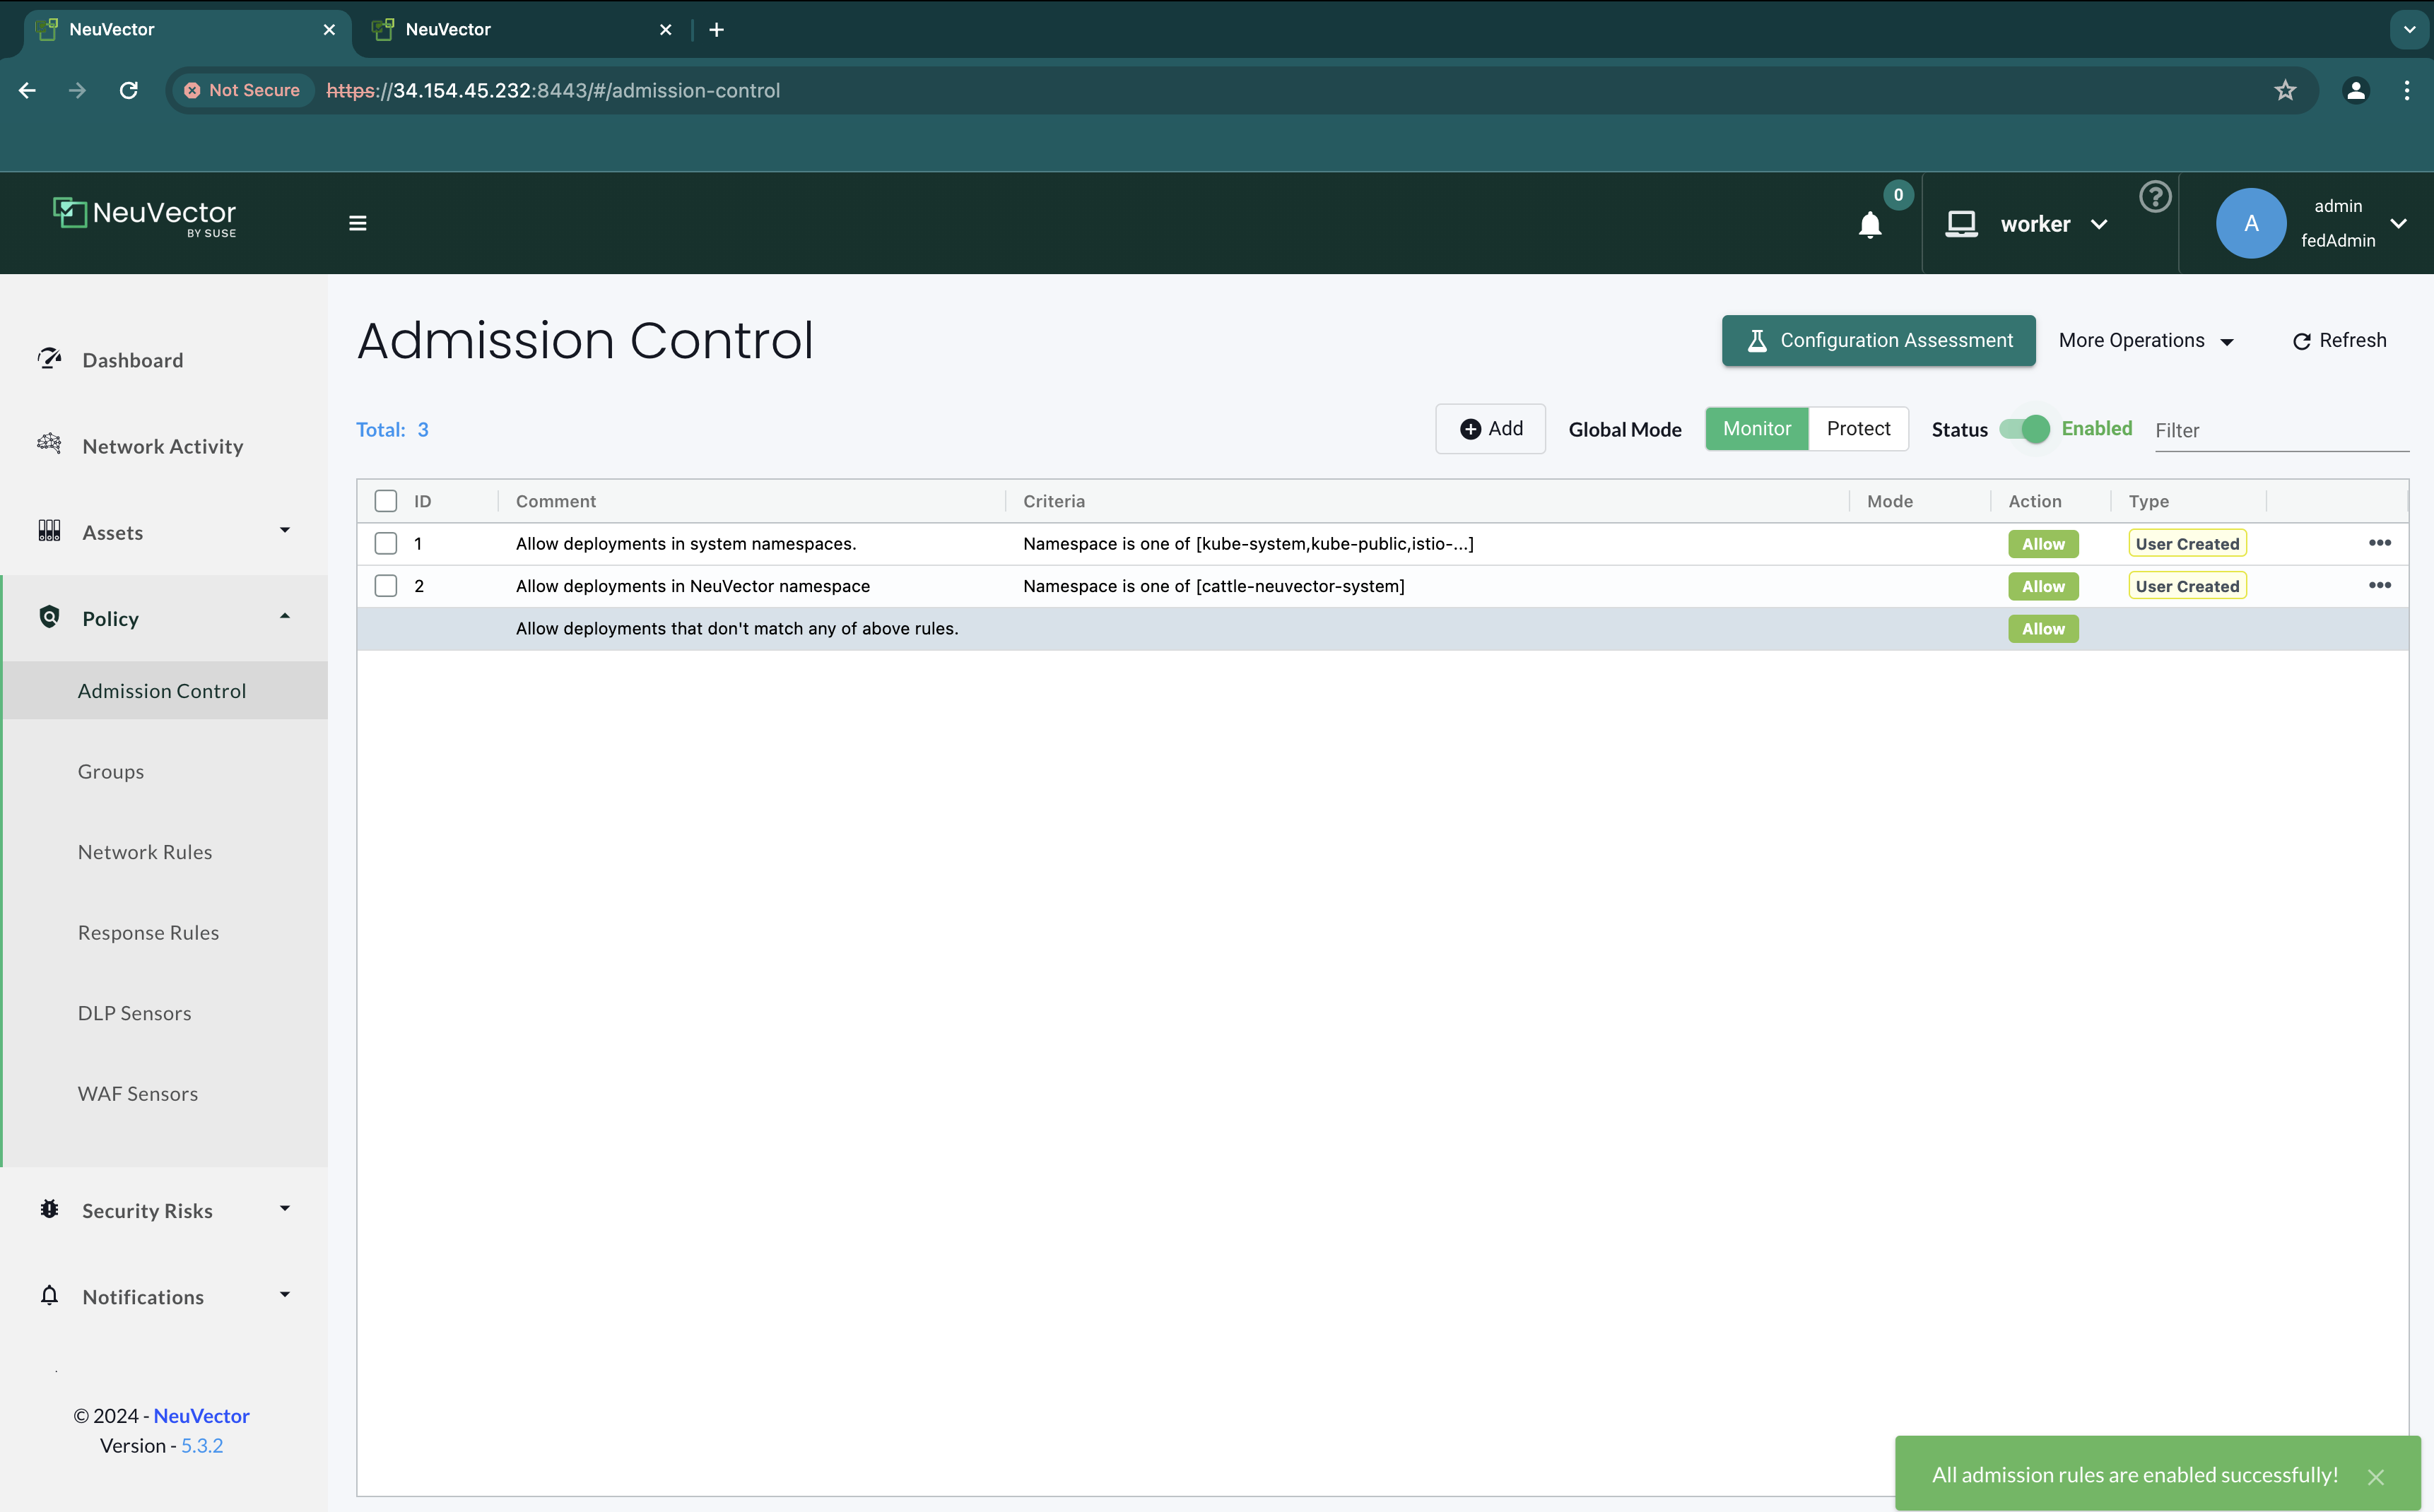 NeuVector
NeuVector
Not Secure https://34.154.45.232:8443/#/admission-control
NeuVector
BY SUSE
0
worker
A
admin
fedAdmin
Dashboard
Network Activity
Assets
Policy
Admission Control
Groups
Network Rules
Response Rules
DLP Sensors
WAF Sensors
Security Risks
Notifications
© 2024 - NeuVector
Version - 5.3.2
Admission Control
Configuration Assessment
More Operations
Refresh
Total: 3
Add
Global Mode
Monitor
Protect
Status
Enabled
Filter
ID Comment Criteria Mode Action Type
1 Allow deployments in system namespaces. Namespace is one of [kube-system,kube-public,istio-...] Allow User Created
2 Allow deployments in NeuVector namespace Namespace is one of [cattle-neuvector-system] Allow User Created
Allow deployments that don't match any of above rules. Allow
All admission rules are enabled successfully!